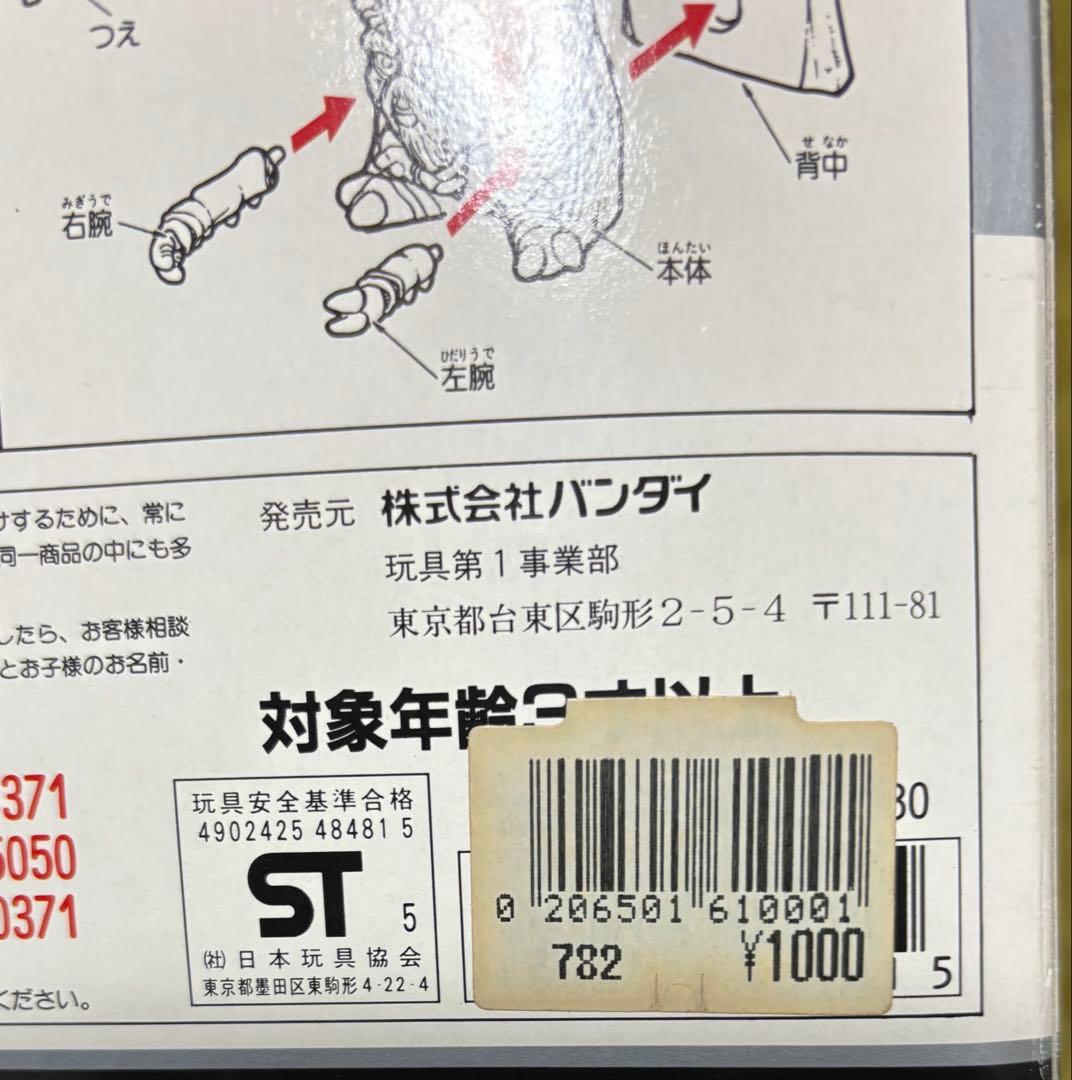 つえ
せなか
背中
みぎうで
右腕
ほんたい
本体
ひだりうで
左腕
けするために、常に
同一商品の中にも多
したら、お客様相談
とお子様のお名前・
371
5050
0371
ください。
発売元 株式会社バンダイ
玩具第1事業部
東京都台東区駒形2-5-4 〒111-81
対象年齢3才以上
玩具安全基準合格
4902425 48481 5
ST
5
(社)日本玩具協会
東京都墨田区東駒形4-22-4
80
0 206501 610001
782 ¥1000
5